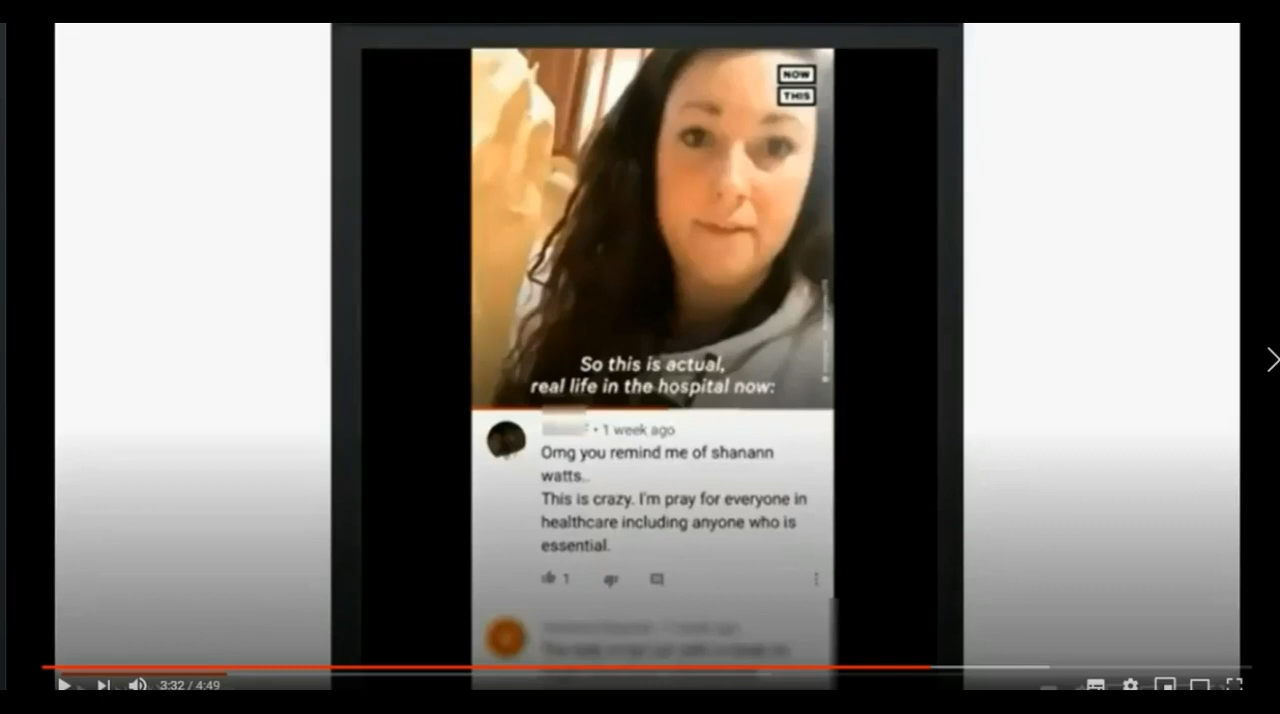 NOW
THIS
So this is actual,
real life in the hospital now:
• 1 week ago
Omg you remind me of shanann
watts..
This is crazy. I'm pray for everyone in
healthcare including anyone who is
essential.
1
3:32 / 4:49